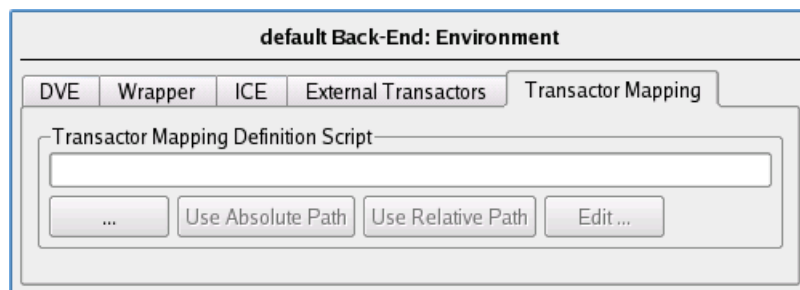 default Back-End: Environment
DVE Wrapper ICE External Transactors Transactor Mapping
Transactor Mapping Definition Script
... Use Absolute Path Use Relative Path Edit ...